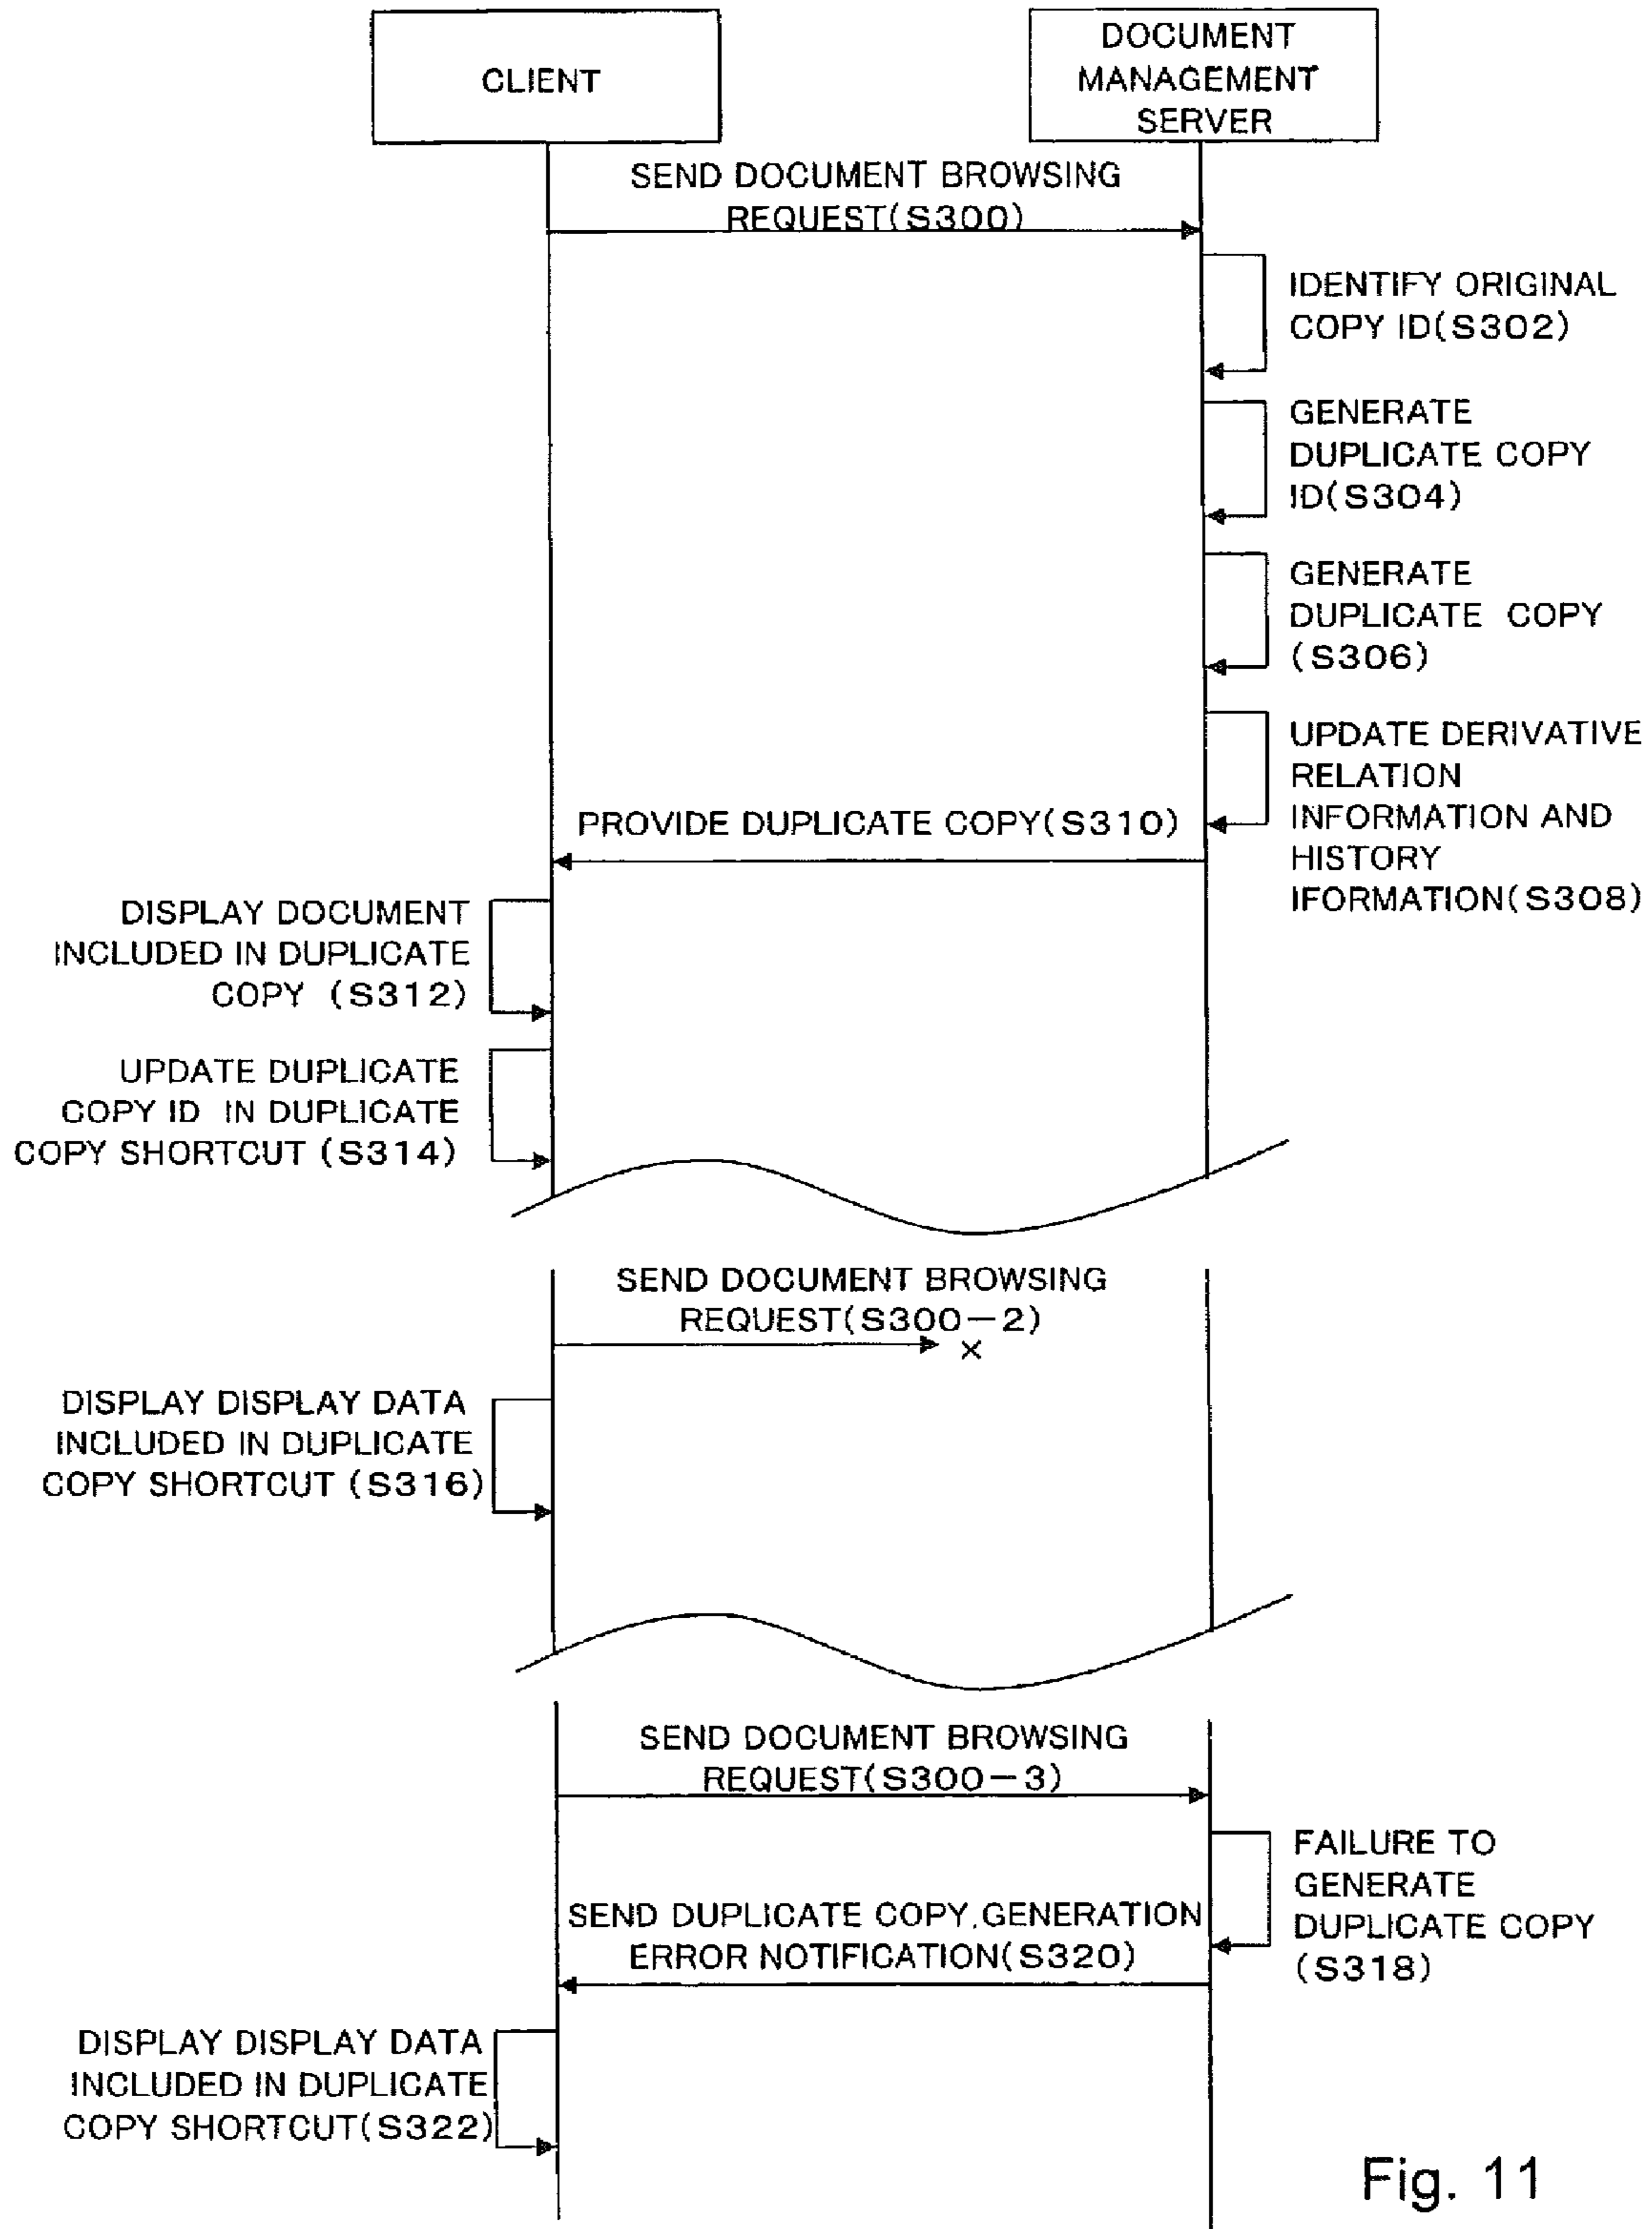 CLIENT
DOCUMENT
MANAGEMENT
SERVER
SEND DOCUMENT BROWSING
REQUEST(S300)
IDENTIFY ORIGINAL
COPY ID(S302)
GENERATE
DUPLICATE COPY
ID(S304)
GENERATE
DUPLICATE COPY
(S306)
UPDATE DERIVATIVE
RELATION
INFORMATION AND
HISTORY
IFORMATION(S308)
PROVIDE DUPLICATE COPY(S310)
DISPLAY DOCUMENT
INCLUDED IN DUPLICATE
COPY (S312)
UPDATE DUPLICATE
COPY ID IN DUPLICATE
COPY SHORTCUT (S314)
SEND DOCUMENT BROWSING
REQUEST(S300-2)
×
DISPLAY DISPLAY DATA
INCLUDED IN DUPLICATE
COPY SHORTCUT (S316)
SEND DOCUMENT BROWSING
REQUEST(S300-3)
FAILURE TO
GENERATE
DUPLICATE COPY
(S318)
SEND DUPLICATE COPY.GENERATION
ERROR NOTIFICATION(S320)
DISPLAY DISPLAY DATA
INCLUDED IN DUPLICATE
COPY SHORTCUT(S322)
Fig. 11